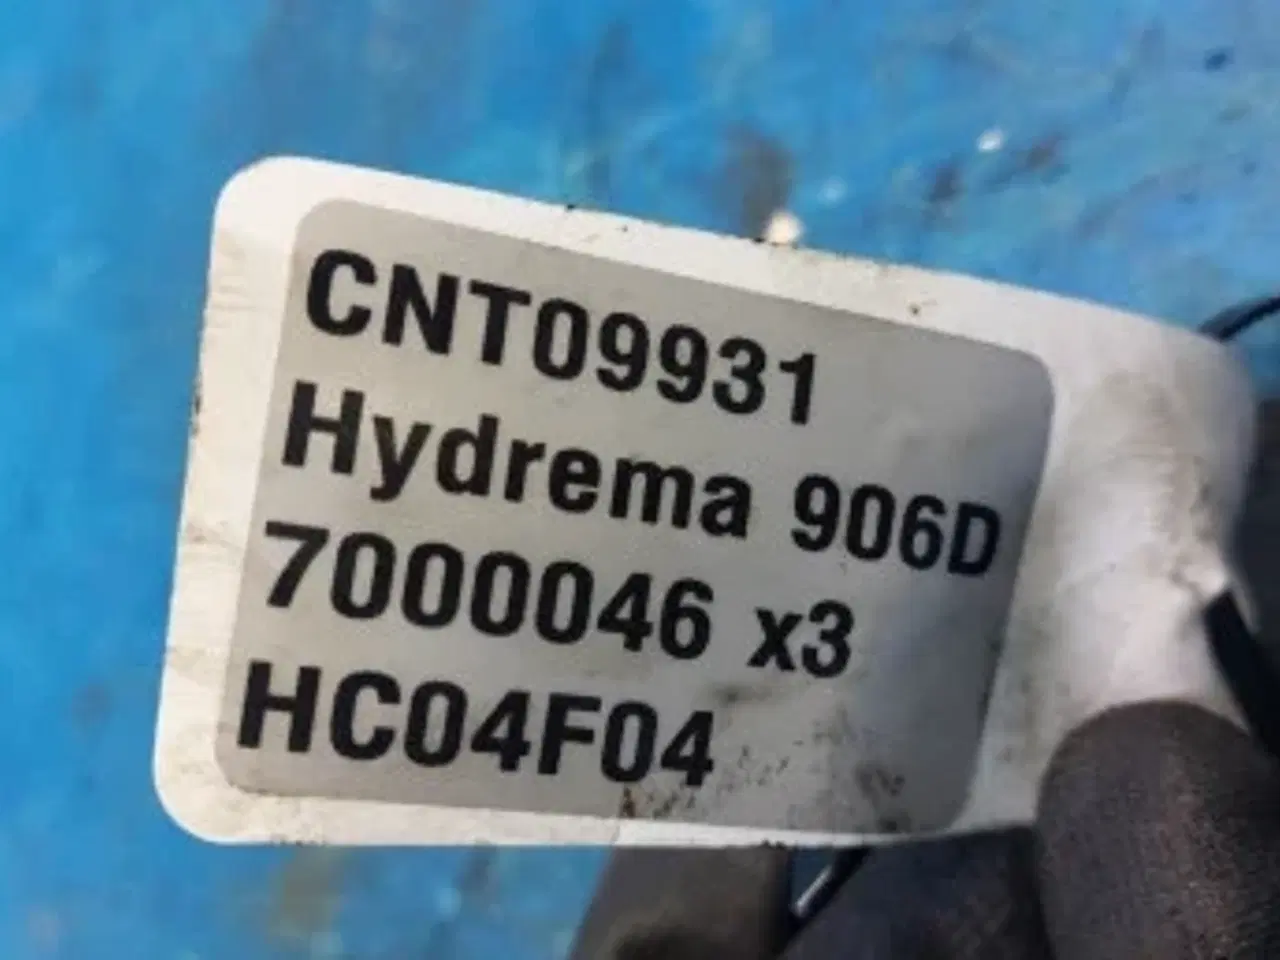 CNT09931
Hydrema 906D
7000046 x3
HC04F04